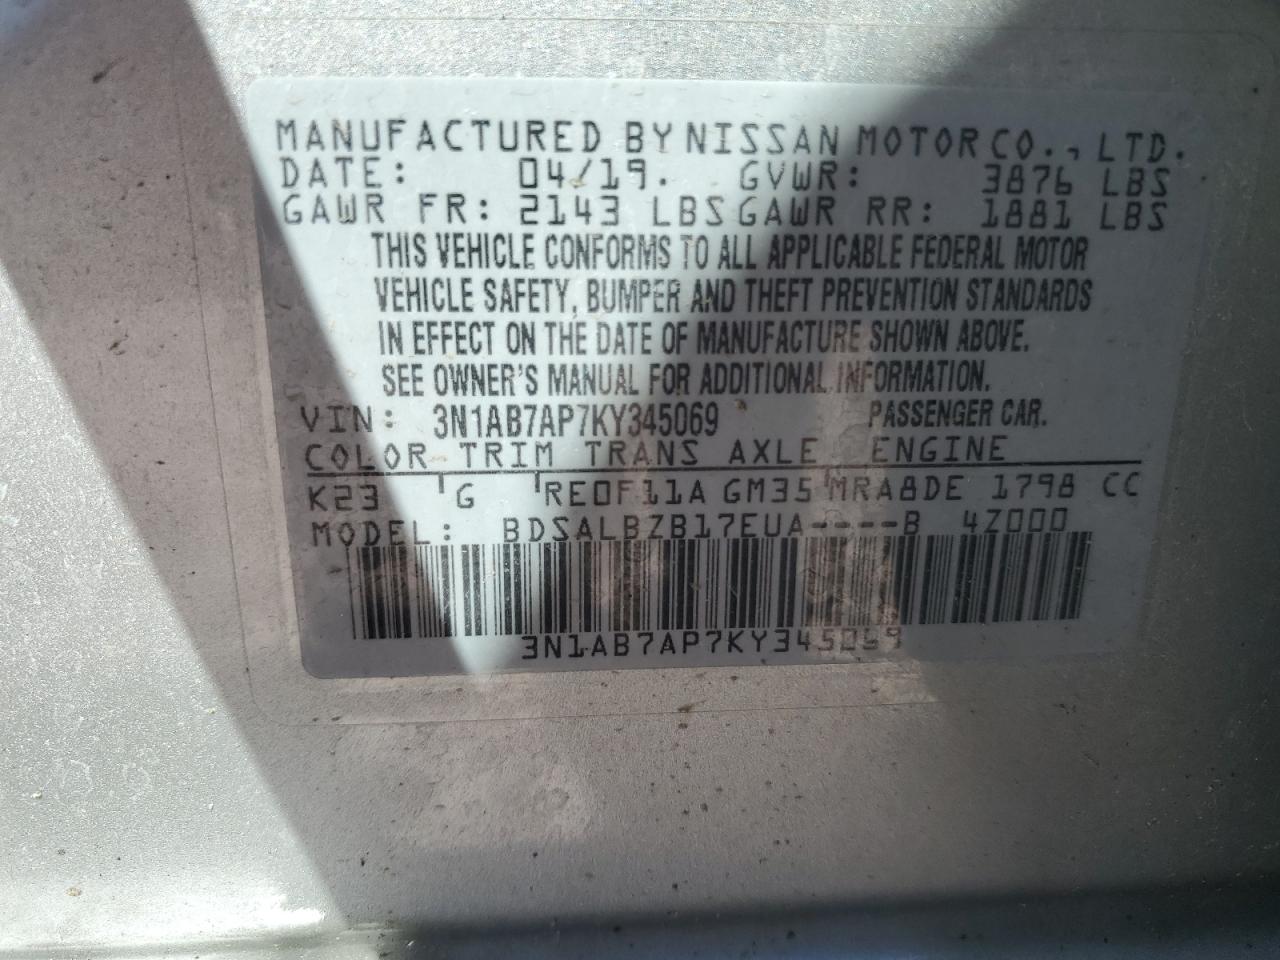 MANUFACTURED BY NISSAN MOTOR CO., LTD.
DATE: 04/19. GVWR: 3876 LBS
GAWR FR: 2143 LBS GAWR RR: 1881 LBS
THIS VEHICLE CONFORMS TO ALL APPLICABLE FEDERAL MOTOR
VEHICLE SAFETY, BUMPER AND THEFT PREVENTION STANDARDS
IN EFFECT ON THE DATE OF MANUFACTURE SHOWN ABOVE.
SEE OWNER'S MANUAL FOR ADDITIONAL INFORMATION.
VIN: 3N1AB7AP7KY345069 PASSENGER CAR.
COLOR TRIM TRANS AXLE ENGINE
K23 G RE0F11A GM35 MRA8DE 1798 CC
MODEL: BDSALBZB17EUA----B 4Z000
3N1AB7AP7KY345069